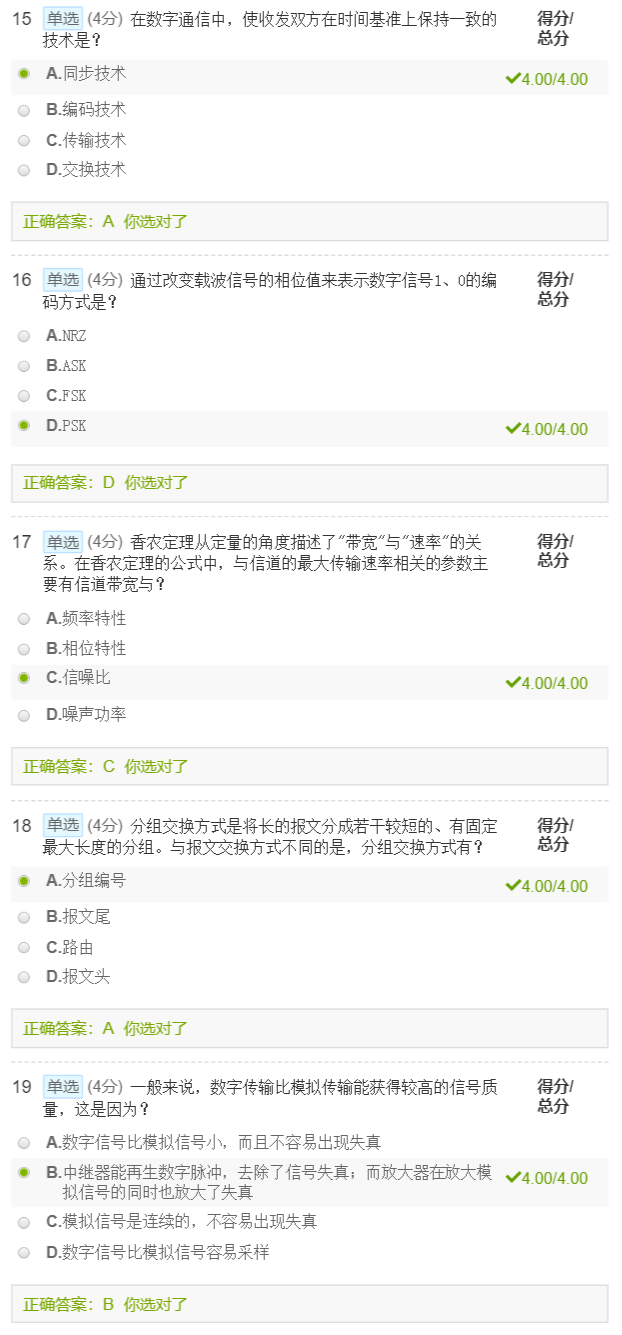 15 单选 (4分) 在数字通信中，使收发双方在时间基准上保持一致的 得分/
技术是？ 总分
A.同步技术 4.00/4.00
B.编码技术
C.传输技术
D.交换技术
正确答案：A 你选对了
16 单选 (4分) 通过改变载波信号的相位值来表示数字信号1、0的编 得分/
码方式是？ 总分
A.NRZ
B.ASK
C.FSK
D.PSK 4.00/4.00
正确答案：D 你选对了
17 单选 (4分) 香农定理从定量的角度描述了"带宽"与"速率"的关 得分/
系。在香农定理的公式中，与信道的最大传输速率相关的参数主 总分
要有信道带宽与？
A.频率特性
B.相位特性
C.信噪比 4.00/4.00
D.噪声功率
正确答案：C 你选对了
18 单选 (4分) 分组交换方式是将长的报文分成若干较短的、有固定 得分/
最大长度的分组。与报文交换方式不同的是，分组交换方式有？ 总分
A.分组编号 4.00/4.00
B.报文尾
C.路由
D.报文头
正确答案：A 你选对了
19 单选 (4分) 一般来说，数字传输比模拟传输能获得较高的信号质 得分/
量，这是因为？ 总分
A.数字信号比模拟信号小，而且不容易出现失真
B.中继器能再生数字脉冲，去除了信号失真；而放大器在放大模 4.00/4.00
拟信号的同时也放大了失真
C.模拟信号是连续的，不容易出现失真
D.数字信号比模拟信号容易采样
正确答案：B 你选对了